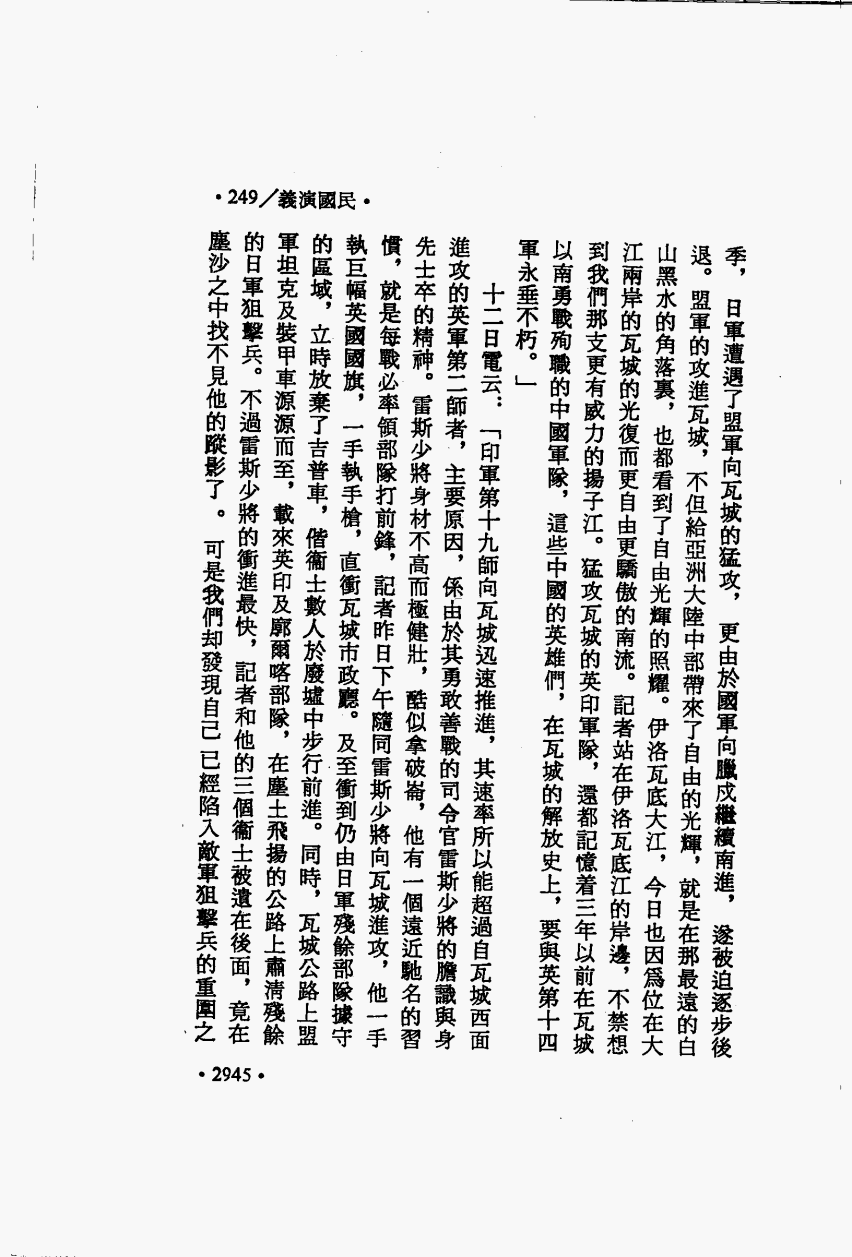 •249／義演國民•
季，日軍遭遇了盟軍向瓦城的猛攻，更由於國軍向臘戍繼續南進，遂被迫逐步後
退。盟軍的攻進瓦城，不但給亞洲大陸中部帶來了自由的光輝，就是在那最遠的白
山黑水的角落裏，也都看到了自由光輝的照耀。伊洛瓦底大江，今日也因爲位在大
江兩岸的瓦城的光復而更自由更驕傲的南流。記者站在伊洛瓦底江的岸邊，不禁想
到我們那支更有威力的揚子江。猛攻瓦城的英印軍隊，還都記憶着三年以前在瓦城
以南勇戰殉職的中國軍隊，這些中國的英雄們，在瓦城的解放史上，要與英第十四
軍永垂不朽。」
十二日電云：「印軍第十九師向瓦城迅速推進，其速率所以能超過自瓦城西面
進攻的英軍第二師者，主要原因，係由於其勇敢善戰的司令官雷斯少將的膽識與身
先士卒的精神。雷斯少將身材不高而極健壯，酷似拿破崙，他有一個遠近馳名的習
慣，就是每戰必率領部隊打前鋒，記者昨日下午隨同雷斯少將向瓦城進攻，他一手
執巨幅英國國旗，一手執手槍，直衝瓦城市政廳。及至衝到仍由日軍殘餘部隊據守
的區域，立時放棄了吉普車，偕衞士數人於廢墟中步行前進。同時，瓦城公路上盟
軍坦克及裝甲車源源而至，載來英印及廓爾喀部隊，在塵土飛揚的公路上肅清殘餘
的日軍狙擊兵。不過雷斯少將的衝進最快，記者和他的三個衞士被遺在後面，竟在
塵沙之中找不見他的蹤影了。可是我們却發現自己已經陷入敵軍狙擊兵的重圍之
•2945•